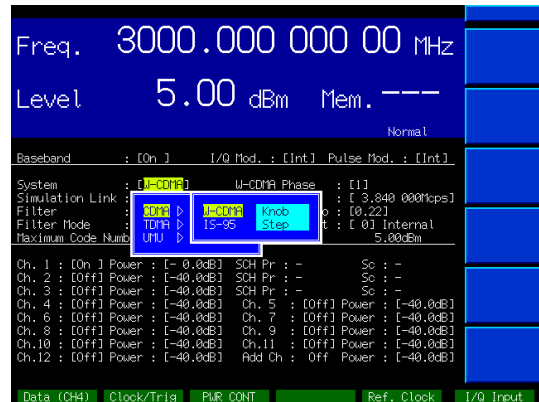 Freq. 3000.000 000 00 MHz
Level 5.00 dBm Mem. ---
Normal
Baseband : [On ] I/Q Mod. : [Int] Pulse Mod. : [Int]
System : [W-CDMA] W-CDMA Phase : [1]
Simulation Link : [ 3.840 000Mcps]
Filter CDMA ▷ W-CDMA Knob o : [0.22]
Filter Mode TDMA ▷ IS-95 Step t : [ 0] Internal
Maximum Code Numb UMU ▷ 5.00dBm
Ch. 1 : [On ] Power : [- 0.0dB] SCH Pr : - Sc : -
Ch. 2 : [Off] Power : [-40.0dB] SCH Pr : - Sc : -
Ch. 3 : [Off] Power : [-40.0dB] SCH Pr : - Sc : -
Ch. 4 : [Off] Power : [-40.0dB] Ch. 5 : [Off] Power : [-40.0dB]
Ch. 6 : [Off] Power : [-40.0dB] Ch. 7 : [Off] Power : [-40.0dB]
Ch. 8 : [Off] Power : [-40.0dB] Ch. 9 : [Off] Power : [-40.0dB]
Ch.10 : [Off] Power : [-40.0dB] Ch.11 : [Off] Power : [-40.0dB]
Ch.12 : [Off] Power : [-40.0dB] Add Ch : Off Power : [-40.0dB]
Data (CH4) Clock/Trig PWR CONT Ref. Clock I/Q Input